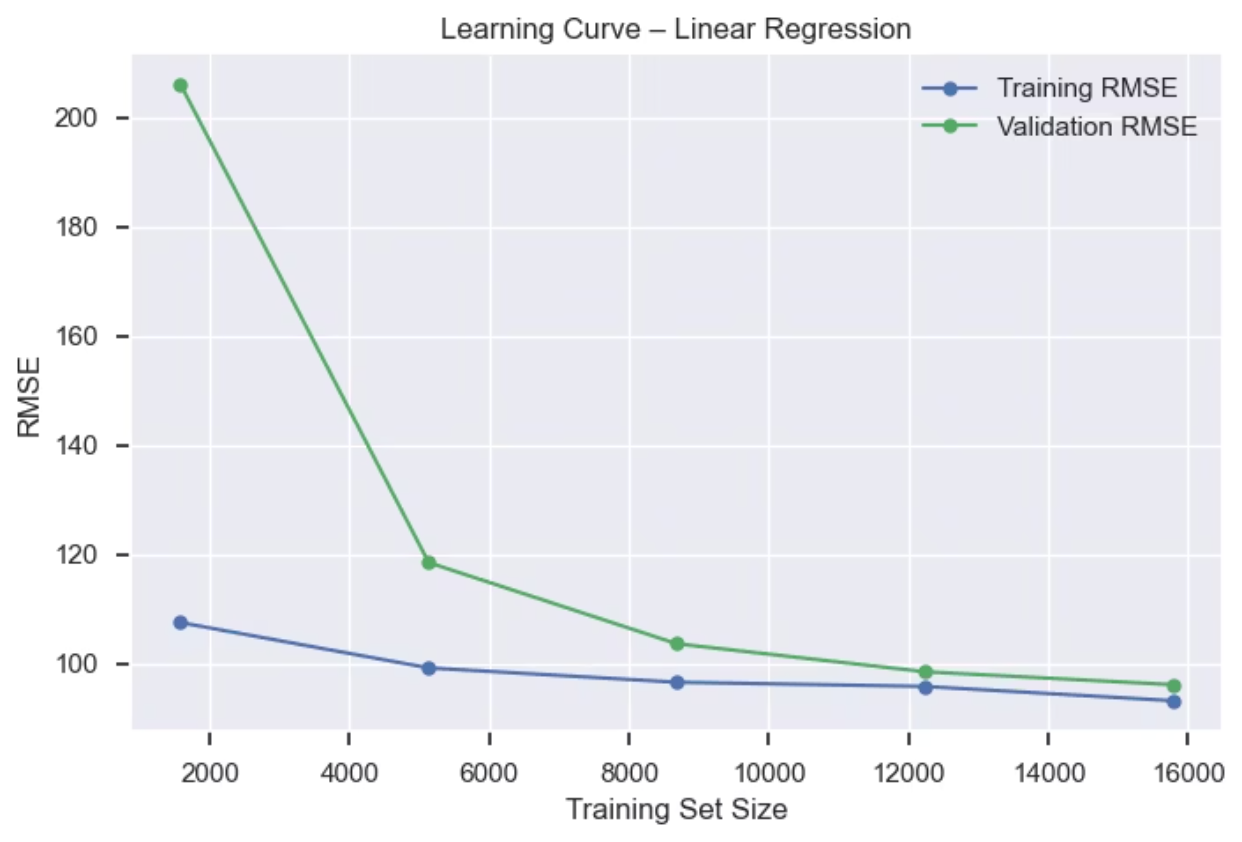 Learning Curve – Linear Regression
Training RMSE
Validation RMSE
200
180
160
140
120
100
RMSE
2000 4000 6000 8000 10000 12000 14000 16000
Training Set Size